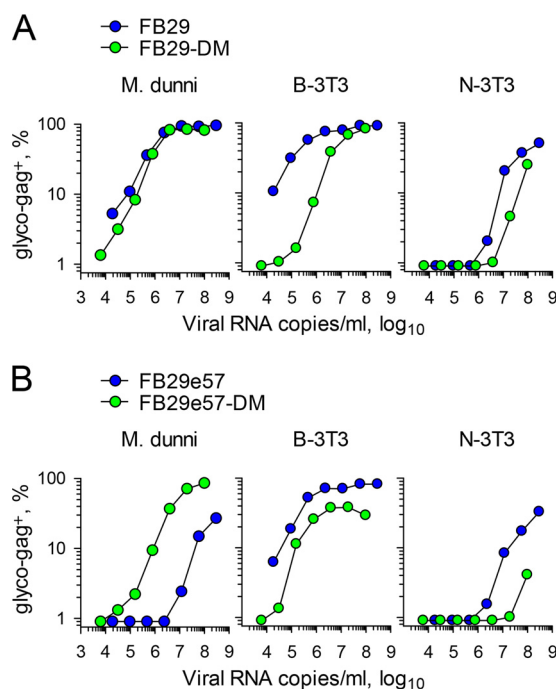 A
FB29
FB29-DM
M. dunni
B-3T3
N-3T3
glyco-gag⁺, %
100
10
1
3 4 5 6 7 8 9
3 4 5 6 7 8 9
3 4 5 6 7 8 9
Viral RNA copies/ml, log₁₀
B
FB29e57
FB29e57-DM
M. dunni
B-3T3
N-3T3
glyco-gag⁺, %
100
10
1
3 4 5 6 7 8 9
3 4 5 6 7 8 9
3 4 5 6 7 8 9
Viral RNA copies/ml, log₁₀